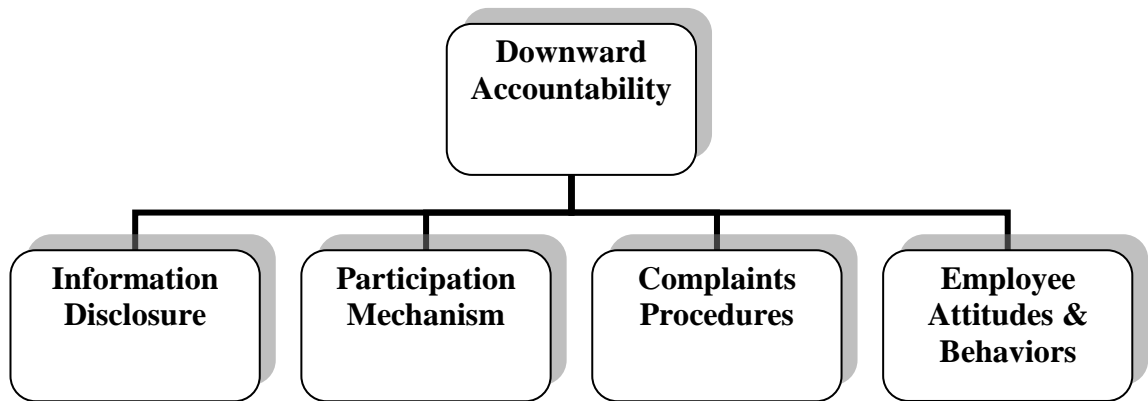 Downward
Accountability
Information
Disclosure
Participation
Mechanism
Complaints
Procedures
Employee
Attitudes &
Behaviors